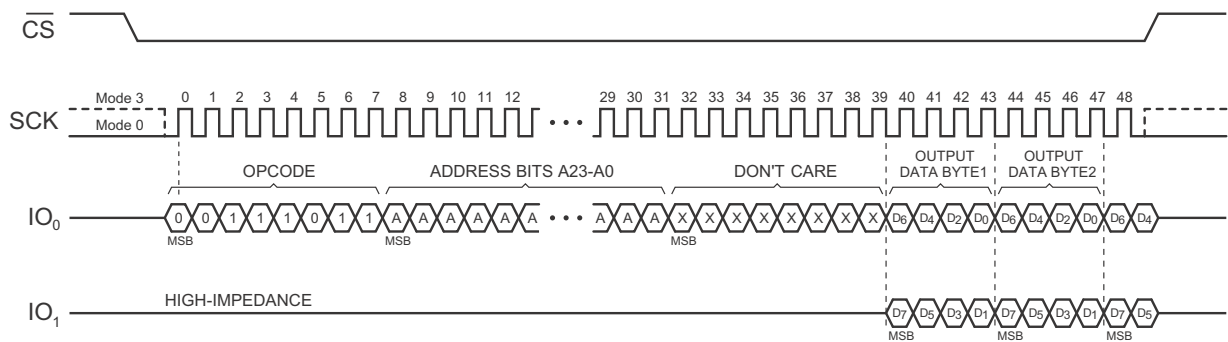 CS
Mode 3
0 1 2 3 4 5 6 7 8 9 10 11 12 29 30 31 32 33 34 35 36 37 38 39 40 41 42 43 44 45 46 47 48
SCK
Mode 0
OPCODE
ADDRESS BITS A23-A0
DON'T CARE
OUTPUT
DATA BYTE1
OUTPUT
DATA BYTE2
IO0
0 0 1 1 1 0 1 1 A A A A A A A A A X X X X X X X X D6 D4 D2 D0 D6 D4 D2 D0 D6 D4
MSB MSB MSB
HIGH-IMPEDANCE
IO1
D7 D5 D3 D1 D7 D5 D3 D1 D7 D5
MSB MSB MSB